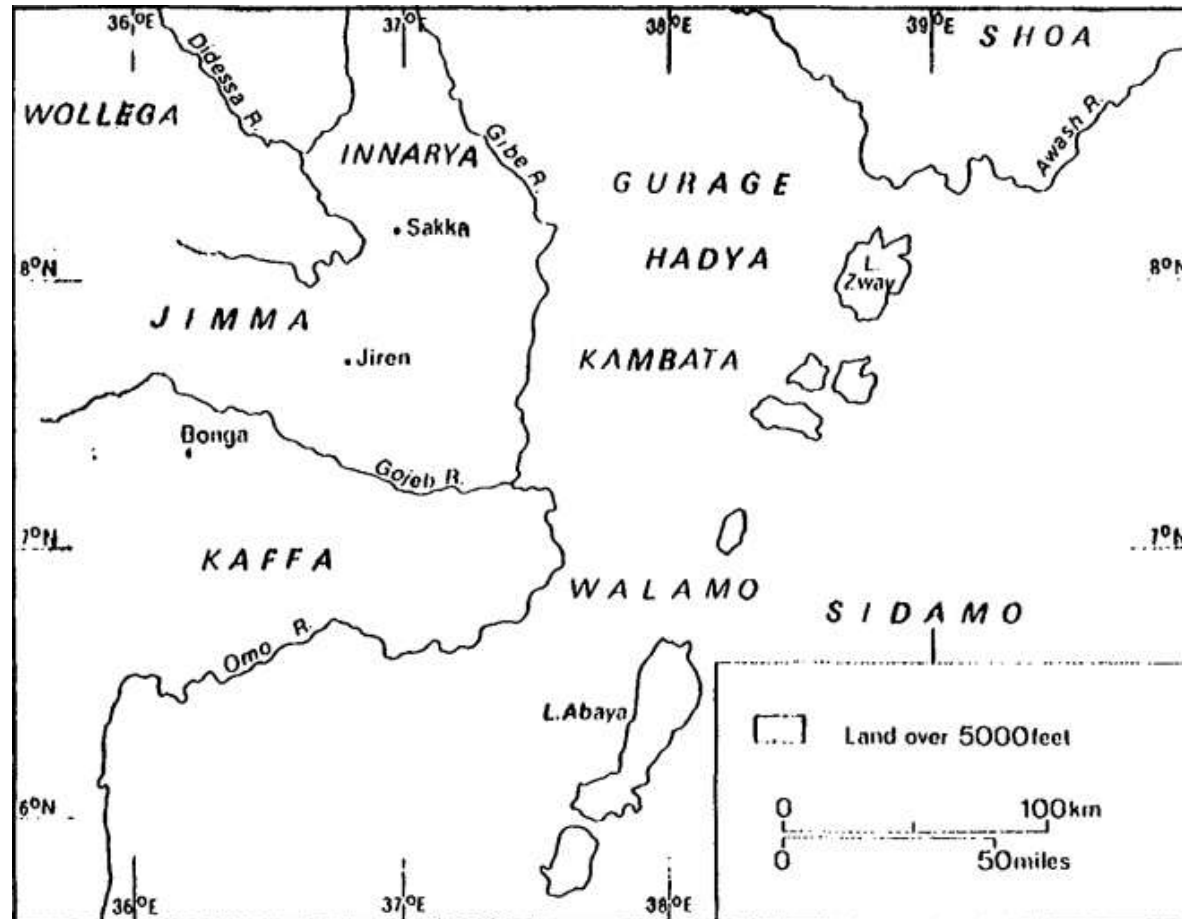 36°E
37°E
38°E
39°E
SHOA
Didessa R.
WOLLEGA
INNARYA
Gibe R.
Awash R.
GURAGE
Sakka
HADYA
8°N
L. Zway
8°N
JIMMA
Jiren
KAMBATA
Bonga
Gojeb R.
7°N
7°N
KAFFA
WALAMO
SIDAMO
Omo R.
L.Abaya
Land over 5000feet
6°N
0 100km
0 50miles
36°E
37°E
38°E